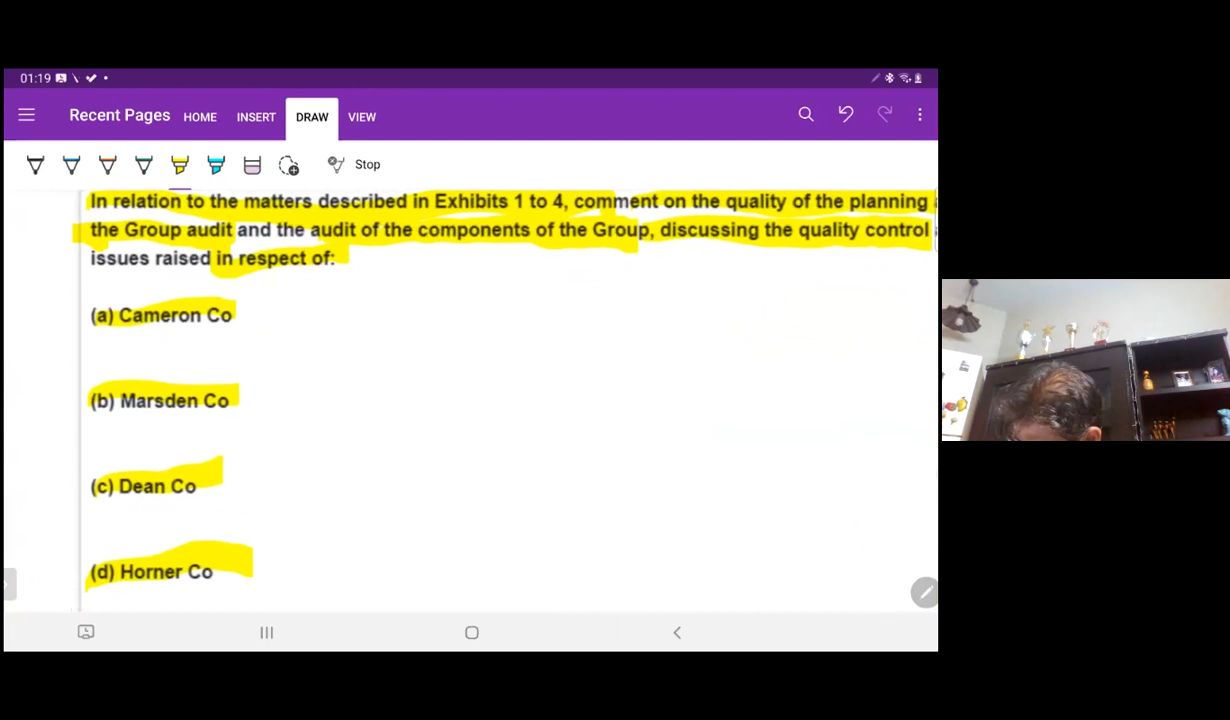 01:19
Recent Pages HOME INSERT DRAW VIEW
Stop
In relation to the matters described in Exhibits 1 to 4, comment on the quality of the planning
the Group audit and the audit of the components of the Group, discussing the quality control
issues raised in respect of:
(a) Cameron Co
(b) Marsden Co
(c) Dean Co
(d) Horner Co